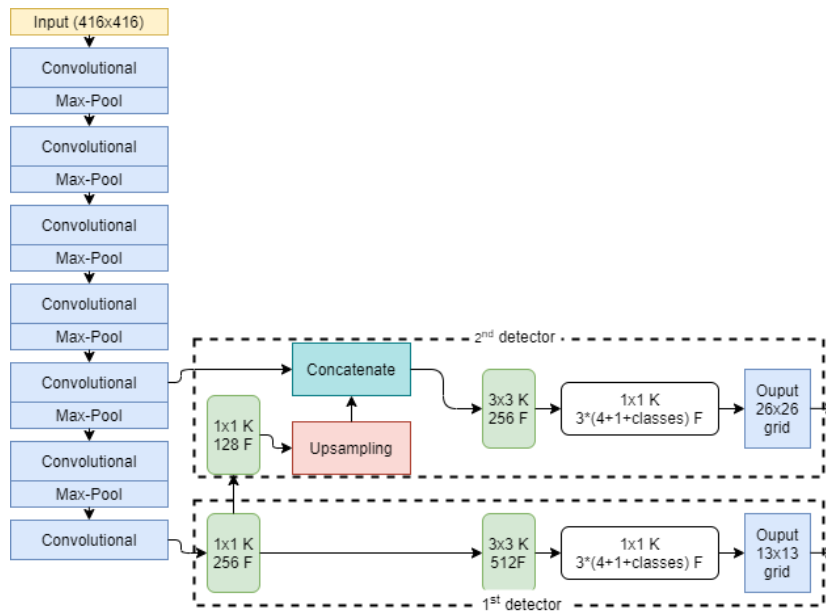 Input (416x416)
Convolutional
Max-Pool
Convolutional
Max-Pool
Convolutional
Max-Pool
Convolutional
Max-Pool
Convolutional
Max-Pool
Convolutional
Max-Pool
Convolutional
2nd detector
Concatenate
1x1 K
128 F
Upsampling
3x3 K
256 F
1x1 K
3*(4+1+classes) F
Ouput
26x26
grid
1x1 K
256 F
3x3 K
512F
1x1 K
3*(4+1+classes) F
Ouput
13x13
grid
1st detector